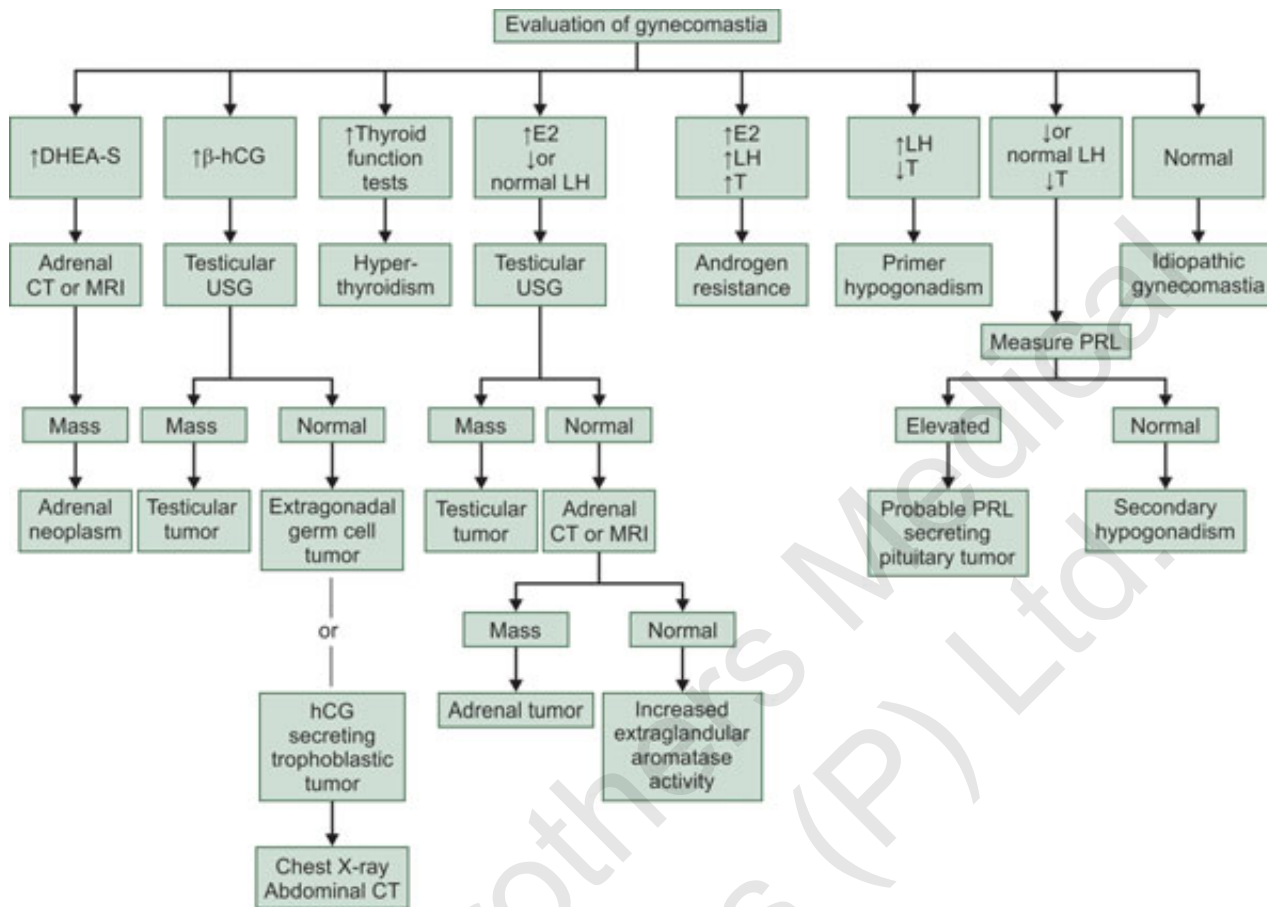 Evaluation of gynecomastia
↑DHEA-S
↑β-hCG
↑Thyroid
function
tests
↑E2
↓or
normal LH
↑E2
↑LH
↑T
↑LH
↓T
↓or
normal LH
↓T
Normal
Adrenal
CT or MRI
Testicular
USG
Hyper-
thyroidism
Testicular
USG
Androgen
resistance
Primer
hypogonadism
Idiopathic
gynecomastia
Measure PRL
Mass
Mass
Normal
Mass
Normal
Elevated
Normal
Adrenal
neoplasm
Testicular
tumor
Extragonadal
germ cell
tumor
Testicular
tumor
Adrenal
CT or MRI
Probable PRL
secreting
pituitary tumor
Secondary
hypogonadism
or
Mass
Normal
hCG
secreting
trophoblastic
tumor
Adrenal tumor
Increased
extraglandular
aromatase
activity
Chest X-ray
Abdominal CT
Medical
(P) Ltd.